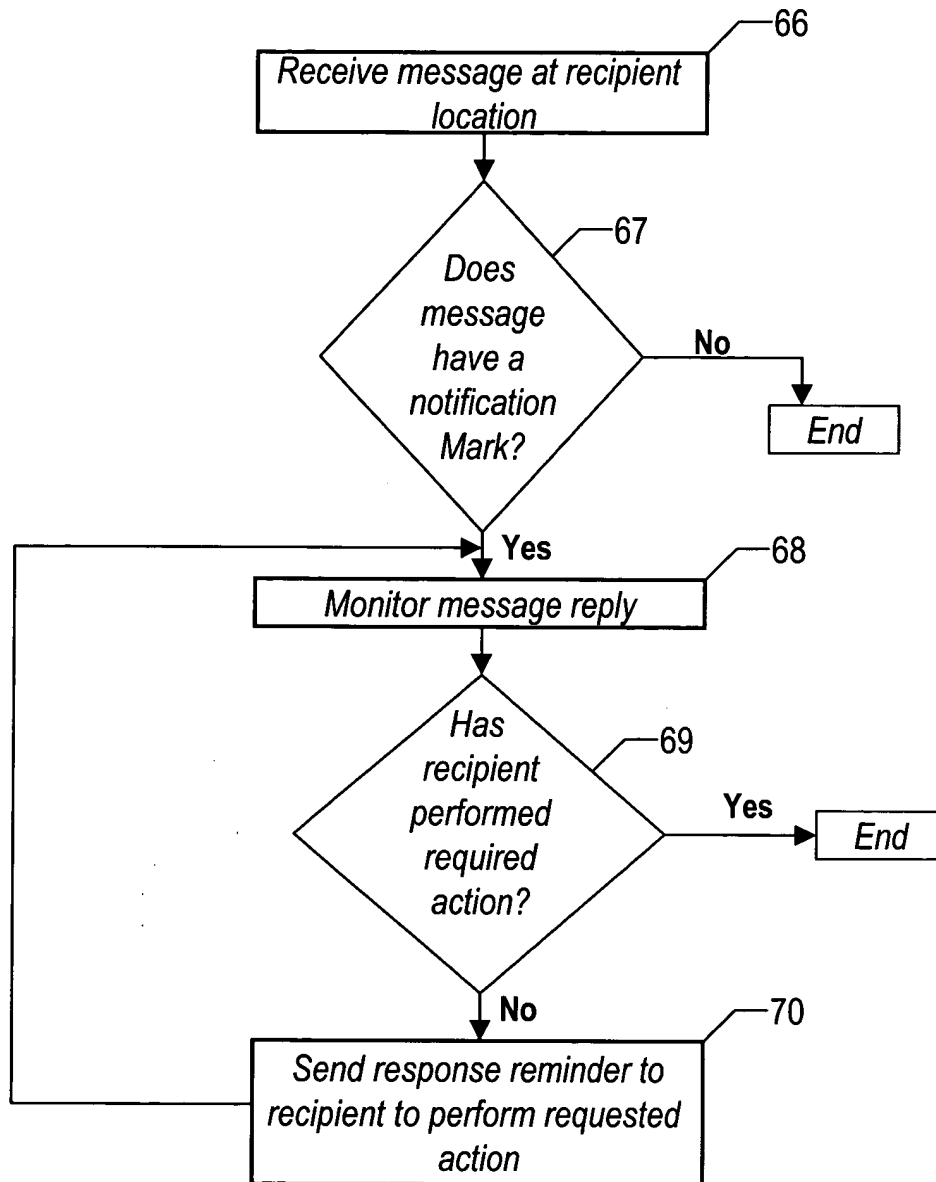 66
Receive message at recipient
location
67
Does
message
have a
notification
Mark?
No
End
Yes
68
Monitor message reply
69
Has
recipient
performed
required
action?
Yes
End
No
70
Send response reminder to
recipient to perform requested
action